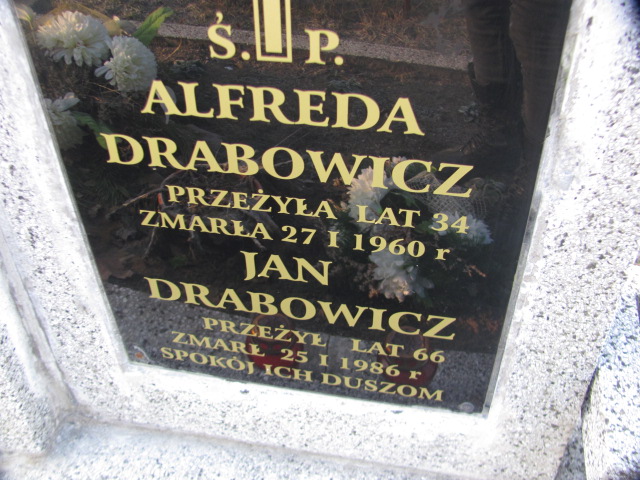 Ś. P.
ALFREDA
DRABOWICZ
PRZEŻYŁA LAT 34
ZMARŁA 27 I 1960 r
JAN
DRABOWICZ
PRZEŻYŁ LAT 66
ZMARŁ 25 I 1986 r
SPOKÓJ ICH DUSZOM